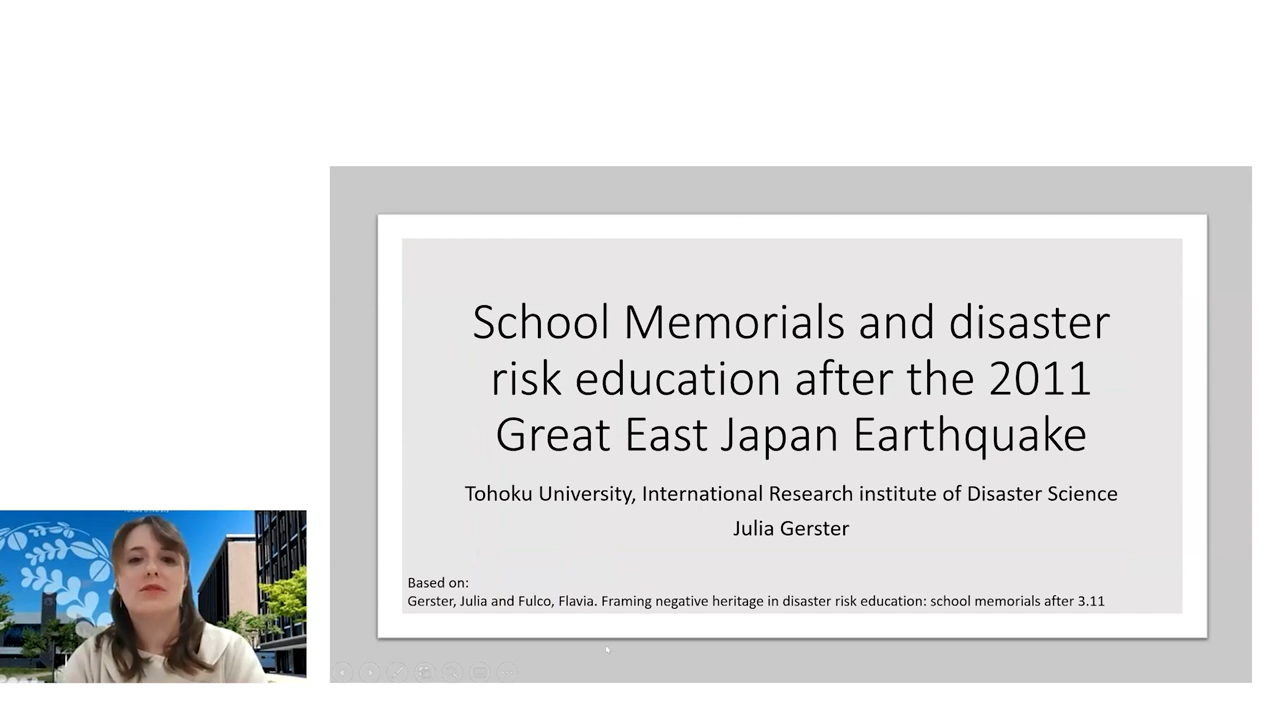 School Memorials and disaster
risk education after the 2011
Great East Japan Earthquake
Tohoku University, International Research institute of Disaster Science
Julia Gerster
Based on:
Gerster, Julia and Fulco, Flavia. Framing negative heritage in disaster risk education: school memorials after 3.11